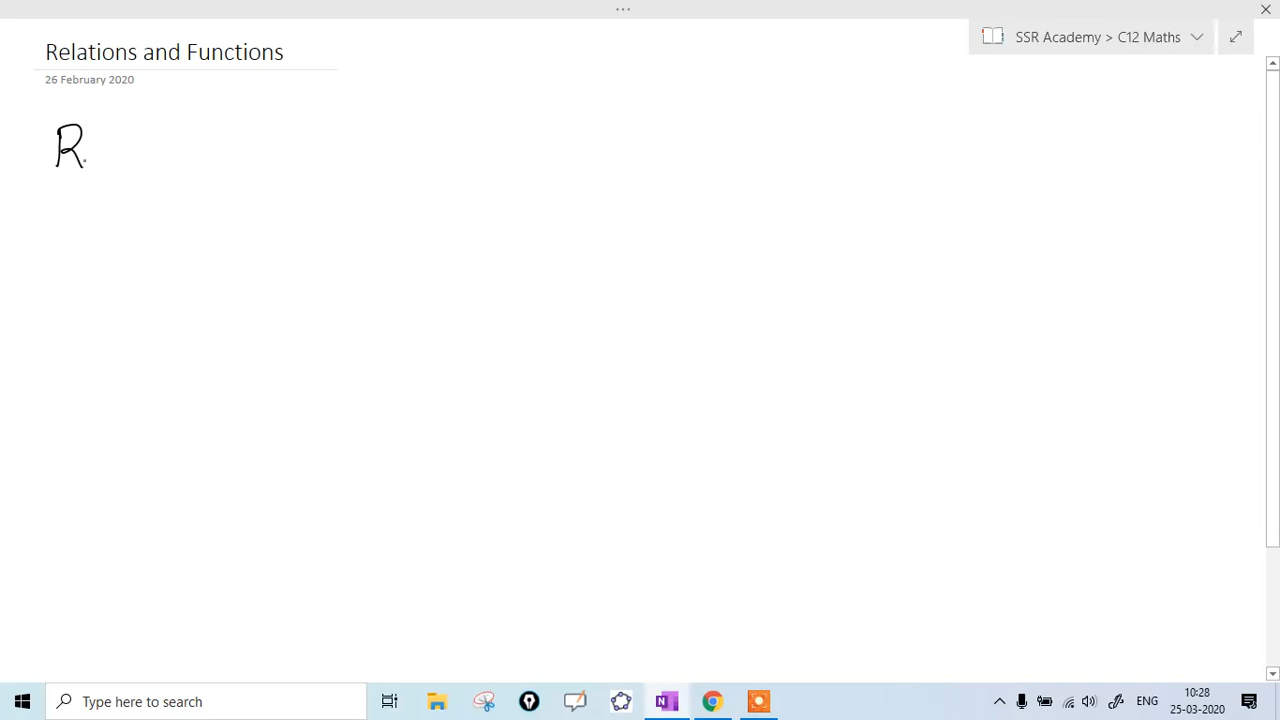 SSR Academy > C12 Maths
Relations and Functions
26 February 2020
R
Type here to search
ENG
10:28
25-03-2020